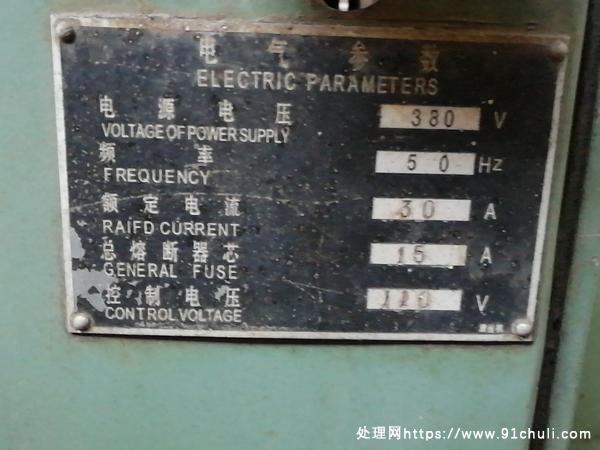 电 气 参 数
ELECTRIC PARAMETERS
电 源 电 压 380 V
VOLTAGE OF POWER SUPPLY
频 率 50 Hz
FREQUENCY
额 定 电 流 30 A
RAIFD CURRENT
总 熔 断 器 芯 15 A
GENERAL FUSE
控 制 电 压 110 V
CONTROL VOLTAGE
处理网https://www.91chuli.com/